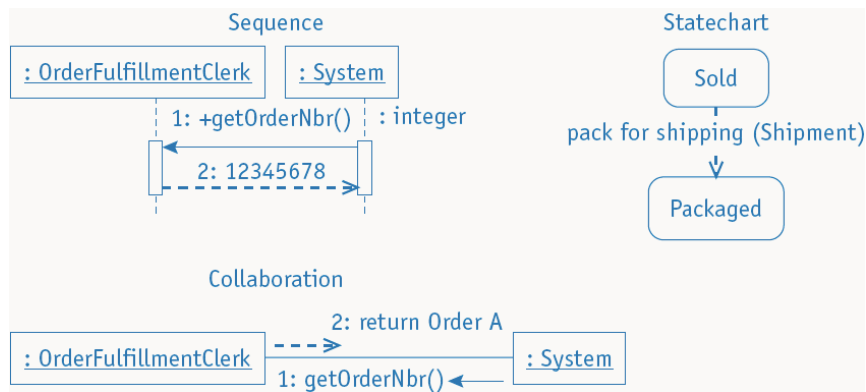 Sequence
Statechart
: OrderFulfillmentClerk
: System
Sold
1: +getOrderNbr()
: integer
pack for shipping (Shipment)
2: 12345678
Packaged
Collaboration
2: return Order A
: OrderFulfillmentClerk
: System
1: getOrderNbr()